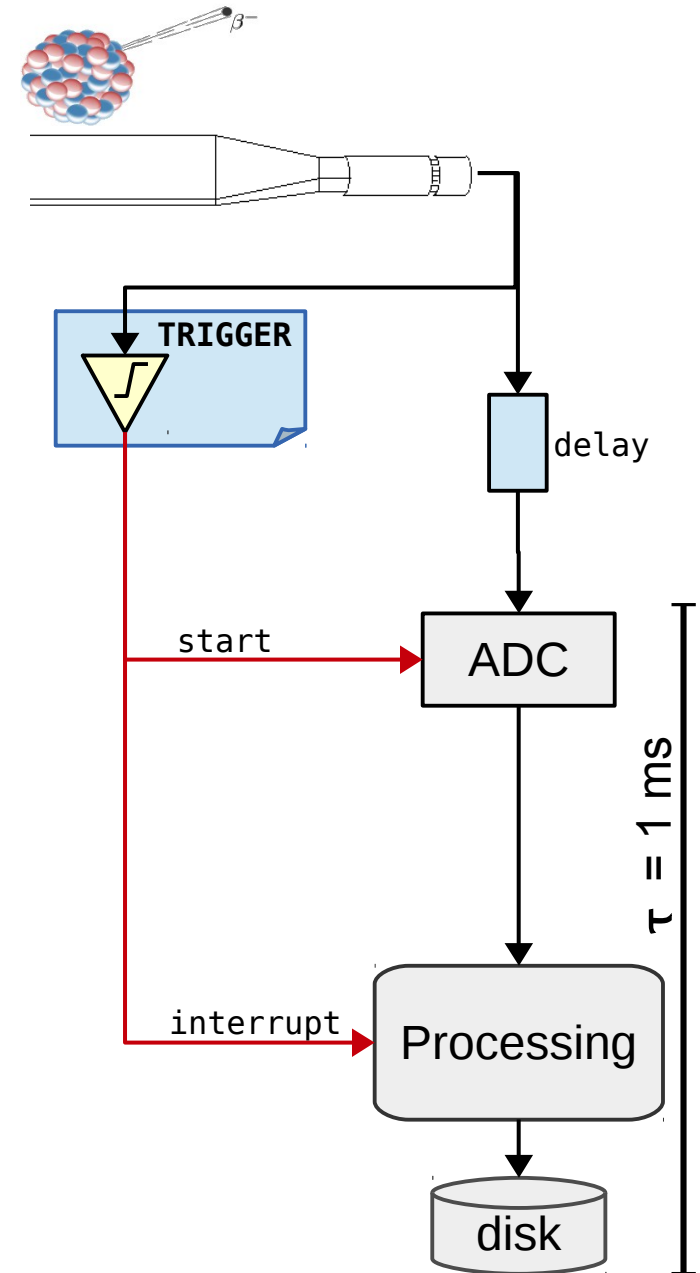 β⁻
TRIGGER
delay
start
ADC
τ = 1 ms
interrupt
Processing
disk